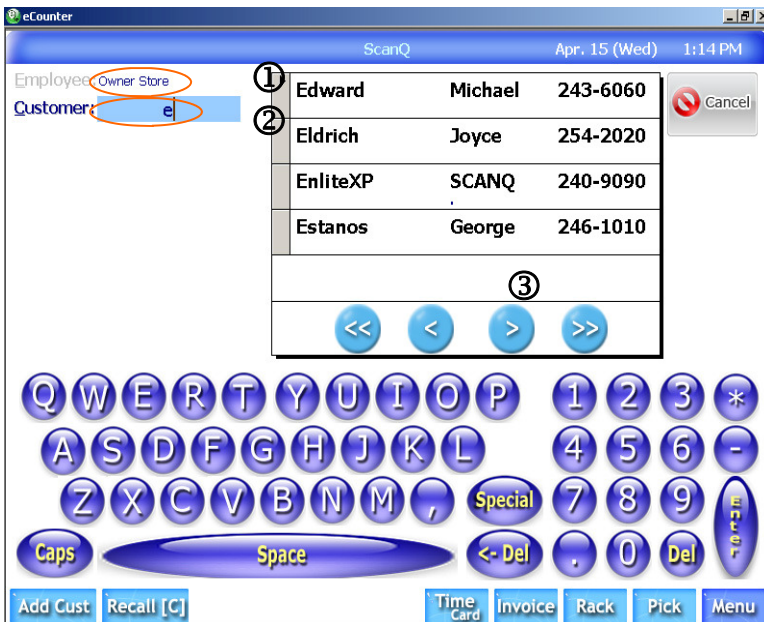 eCounter
ScanQ Apr. 15 (Wed) 1:14 PM
Employee: Owner Store
Customer: e
① ②
Edward Michael 243-6060
Eldrich Joyce 254-2020
EnliteXP SCANQ 240-9090
Estanos George 246-1010
Cancel
③
<< < > >>
Q W E R T Y U I O P 1 2 3 *
A S D F G H J K L 4 5 6 -
Z X C V B N M , Special 7 8 9 Enter
Caps Space <- Del . 0 Del
Add Cust Recall [C] Time Card Invoice Rack Pick Menu